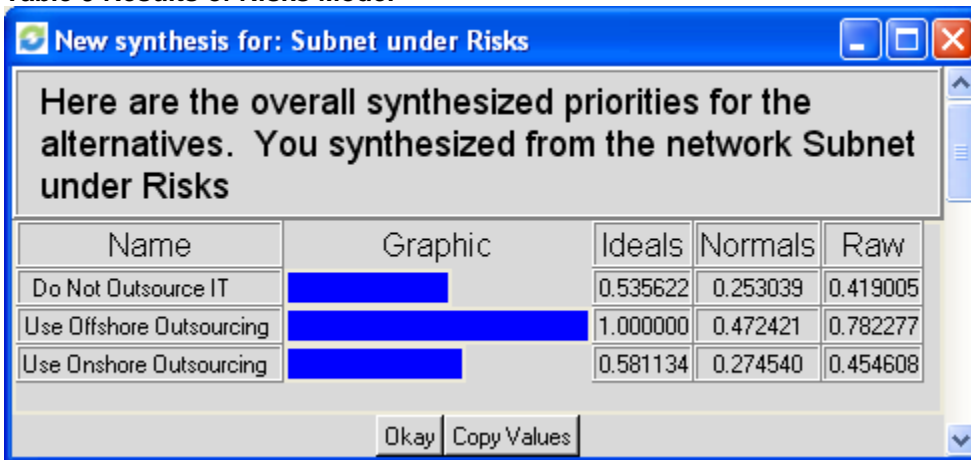 New synthesis for: Subnet under Risks
Here are the overall synthesized priorities for the
alternatives. You synthesized from the network Subnet
under Risks
Name Graphic Ideals Normals Raw
Do Not Outsource IT 0.535622 0.253039 0.419005
Use Offshore Outsourcing 1.000000 0.472421 0.782277
Use Onshore Outsourcing 0.581134 0.274540 0.454608
Okay Copy Values